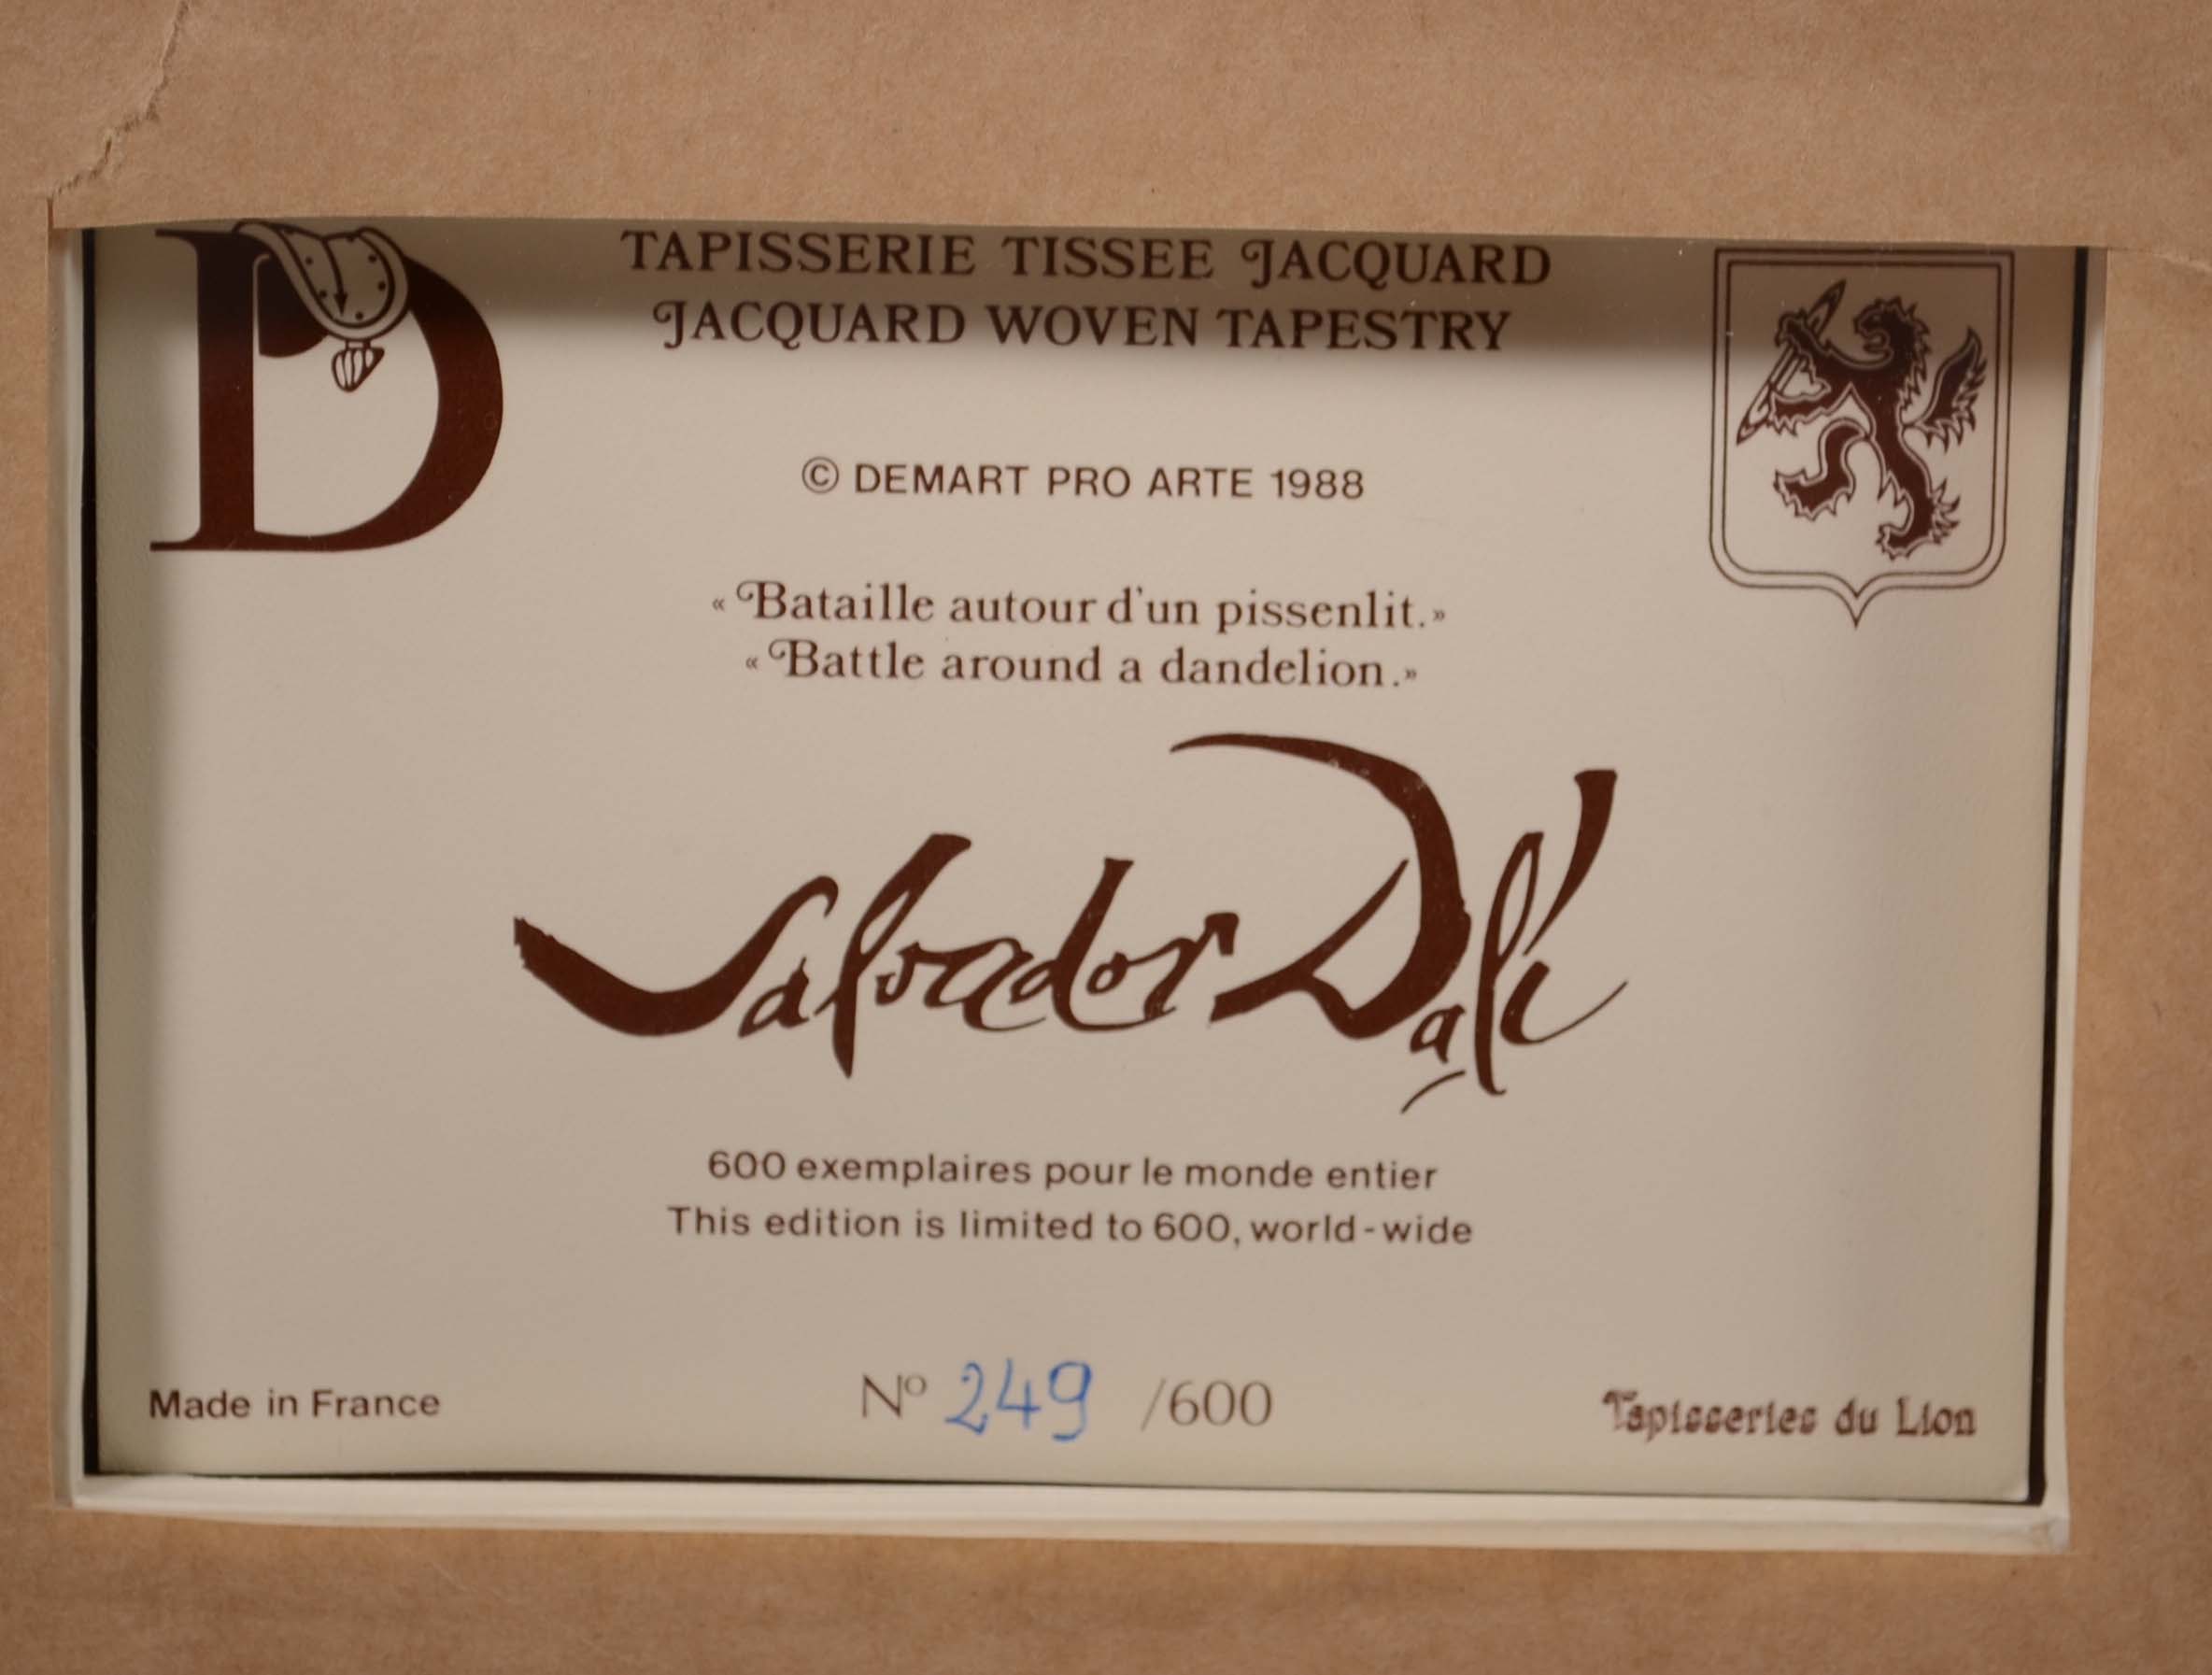 D
TAPISSERIE TISSEE JACQUARD
JACQUARD WOVEN TAPESTRY
© DEMART PRO ARTE 1988
« Bataille autour d'un pissenlit.»
« Battle around a dandelion.»
Salvador Dalí
600 exemplaires pour le monde entier
This edition is limited to 600, world-wide
Made in France
Nº 249 /600
Tapisseries du Lion